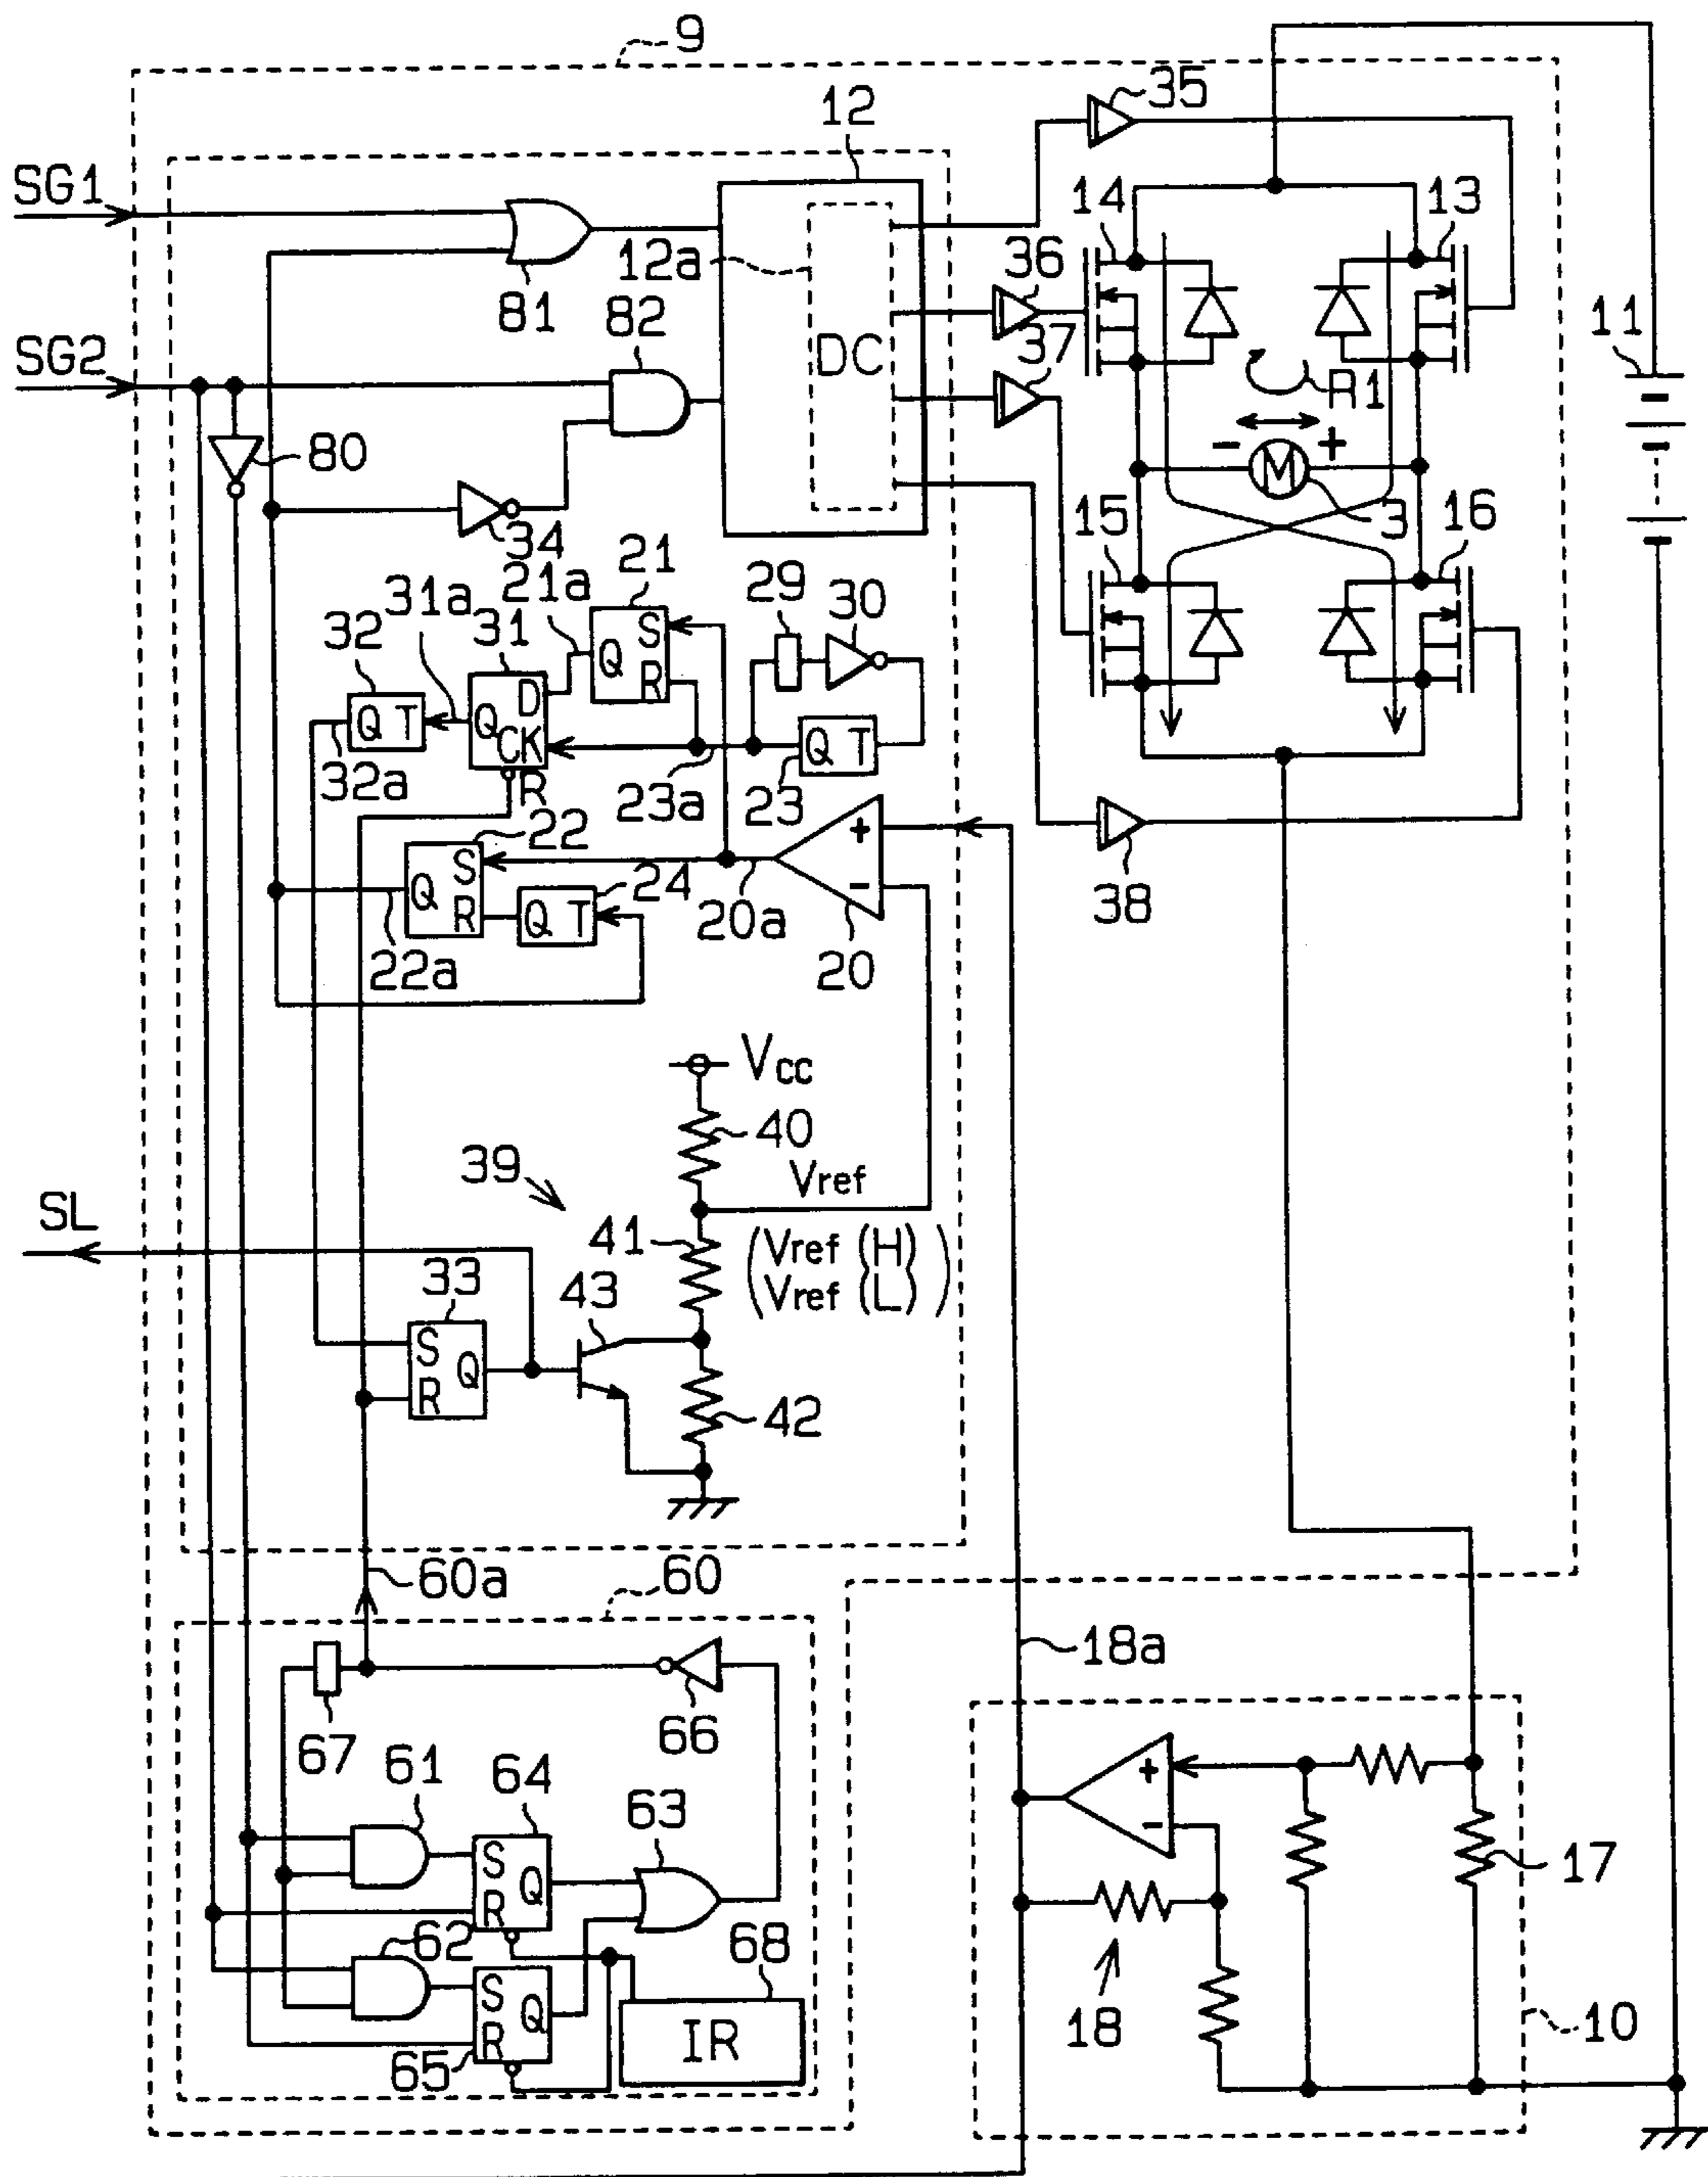 9
35
12
SG1
14
13
36
12a
81
82
11
SG2
37
DC
R1
80
- +
M
3
34
15
16
21
21a
29
30
31a
31
32
S
Q
R
D
Q
CK
Q T
R
32a
23a
Q T
23
22
24
+
-
S
Q
R
Q T
20a
20
38
22a
Vcc
40
39
Vref
SL
41
(Vref (H))
(Vref (L))
33
43
S
Q
R
42
60a
60
18a
67
66
61
64
63
+
-
S
Q
R
17
62
68
S
Q
R
IR
18
10
65